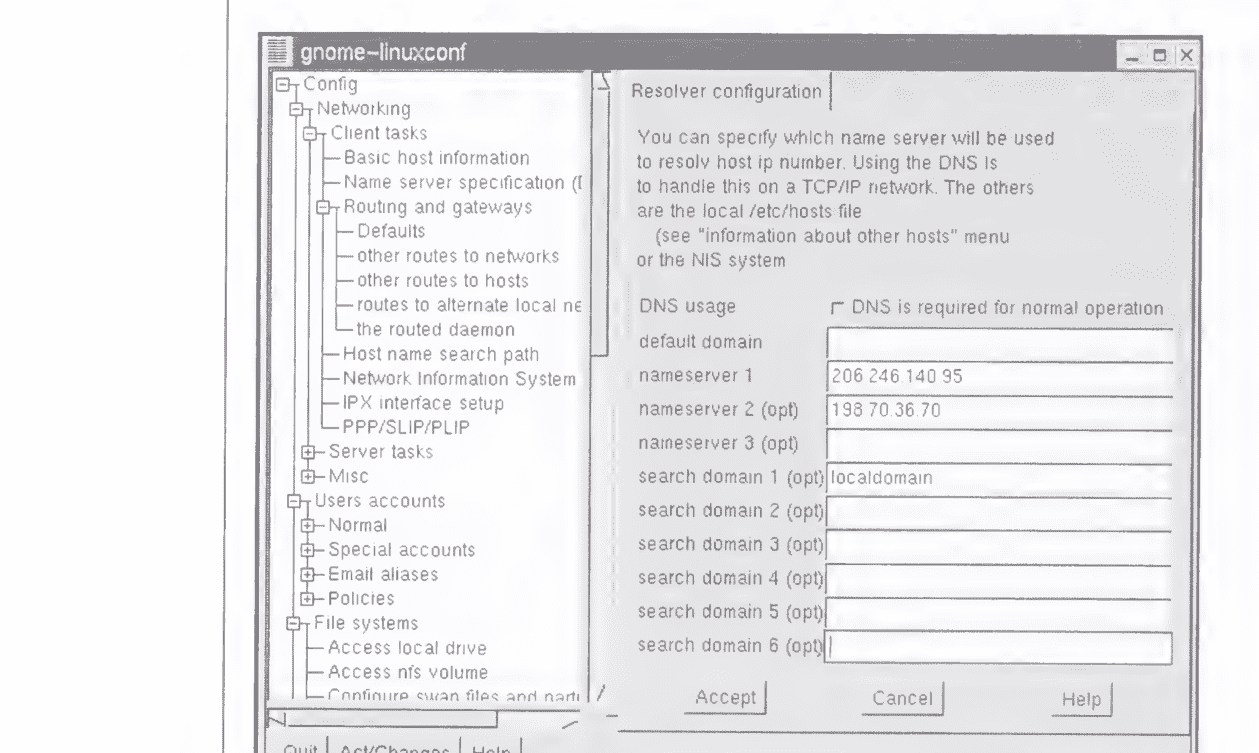 gnome-linuxconf
Config
Networking
Client tasks
Basic host information
Name server specification (
Routing and gateways
Defaults
other routes to networks
other routes to hosts
routes to alternate local ne
the routed daemon
Host name search path
Network Information System
IPX interface setup
PPP/SLIP/PLIP
Server tasks
Misc
Users accounts
Normal
Special accounts
Email aliases
Policies
File systems
Access local drive
Access nfs volume
Configure swap files and parti
Quit Act/Changes Help
Resolver configuration
You can specify which name server will be used
to resolv host ip number. Using the DNS is
to handle this on a TCP/IP network. The others
are the local /etc/hosts file
(see "information about other hosts" menu
or the NIS system
DNS usage DNS is required for normal operation
default domain
nameserver 1 206.246.140.95
nameserver 2 (opt) 198.70.36.70
nameserver 3 (opt)
search domain 1 (opt) localdomain
search domain 2 (opt)
search domain 3 (opt)
search domain 4 (opt)
search domain 5 (opt)
search domain 6 (opt)
Accept Cancel Help